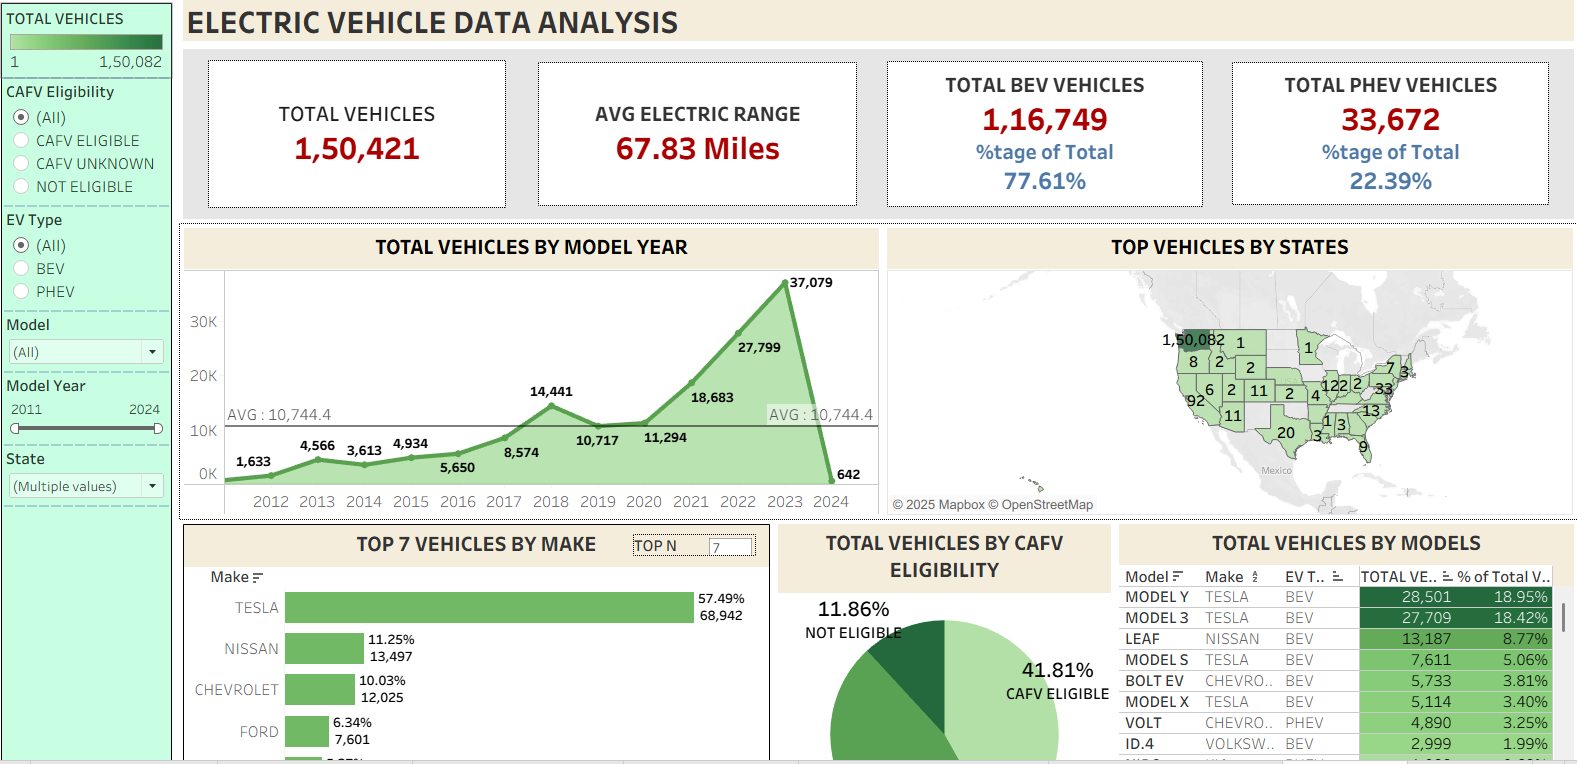 TOTAL VEHICLES
1 1,50,082
CAFV Eligibility
(All)
CAFV ELIGIBLE
CAFV UNKNOWN
NOT ELIGIBLE
EV Type
(All)
BEV
PHEV
Model
(All)
Model Year
2011 2024
State
(Multiple values)
ELECTRIC VEHICLE DATA ANALYSIS
TOTAL VEHICLES
1,50,421
AVG ELECTRIC RANGE
67.83 Miles
TOTAL BEV VEHICLES
1,16,749
%tage of Total
77.61%
TOTAL PHEV VEHICLES
33,672
%tage of Total
22.39%
TOTAL VEHICLES BY MODEL YEAR
30K
20K
10K
0K
AVG : 10,744.4
AVG : 10,744.4
1,633
4,566
3,613
4,934
5,650
8,574
14,441
10,717
11,294
18,683
27,799
37,079
642
2012 2013 2014 2015 2016 2017 2018 2019 2020 2021 2022 2023 2024
TOP VEHICLES BY STATES
1,50,082 1 1
8 2 2 7 3
92 6 2 11 2 4 122 2 33
11 20 3 1 3 13
9
Mexico
© 2025 Mapbox © OpenStreetMap
TOP 7 VEHICLES BY MAKE
TOP N 7
Make
TESLA
57.49%
68,942
NISSAN
11.25%
13,497
CHEVROLET
10.03%
12,025
FORD
6.34%
7,601
TOTAL VEHICLES BY CAFV
ELIGIBILITY
11.86%
NOT ELIGIBLE
41.81%
CAFV ELIGIBLE
TOTAL VEHICLES BY MODELS
Model Make EV T.. TOTAL VE.. % of Total V..
MODEL Y TESLA BEV 28,501 18.95%
MODEL 3 TESLA BEV 27,709 18.42%
LEAF NISSAN BEV 13,187 8.77%
MODEL S TESLA BEV 7,611 5.06%
BOLT EV CHEVRO.. BEV 5,733 3.81%
MODEL X TESLA BEV 5,114 3.40%
VOLT CHEVRO.. PHEV 4,890 3.25%
ID.4 VOLKSW.. BEV 2,999 1.99%